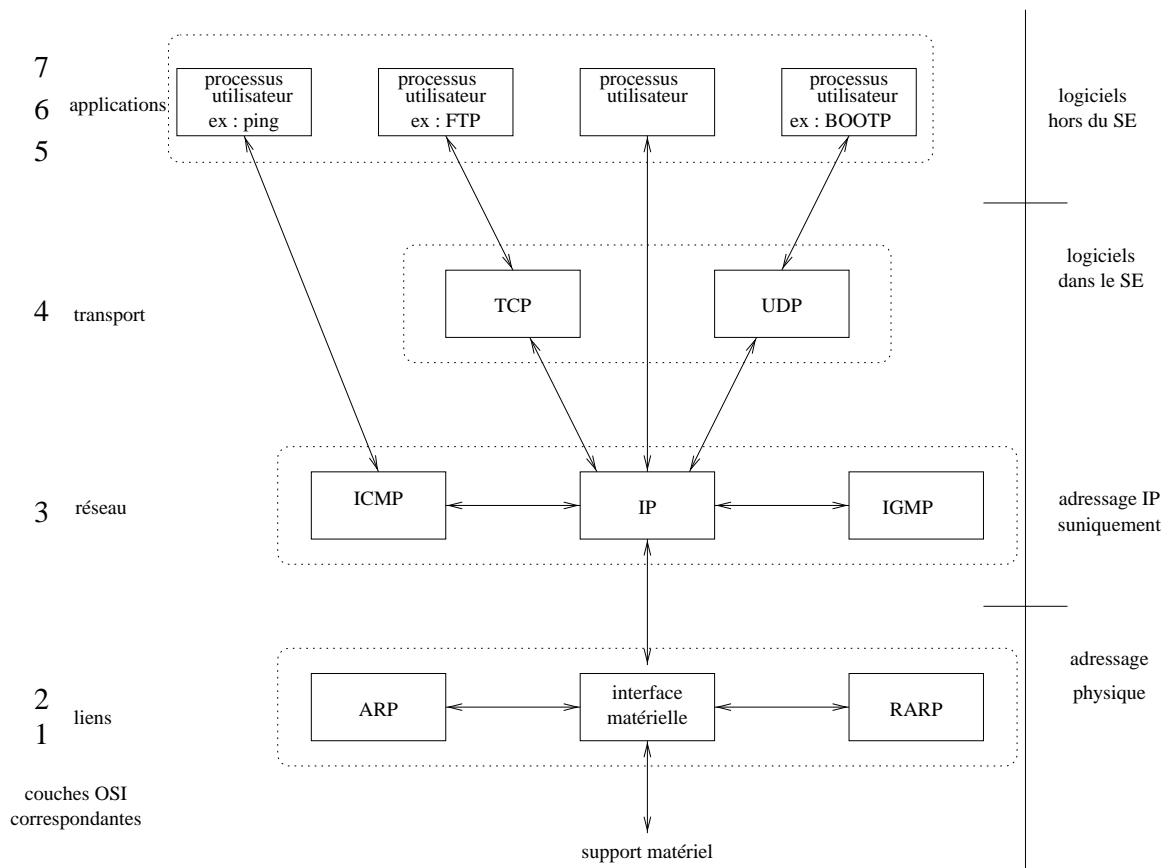 7
6
5
applications
processus
utilisateur
ex : ping
processus
utilisateur
ex : FTP
processus
utilisateur
processus
utilisateur
ex : BOOTP
logiciels
hors du SE
logiciels
dans le SE
4
transport
TCP
UDP
3
réseau
ICMP
IP
IGMP
adressage IP
suniquement
adressage
physique
2
1
liens
ARP
interface
matérielle
RARP
couches OSI
correspondantes
support matériel